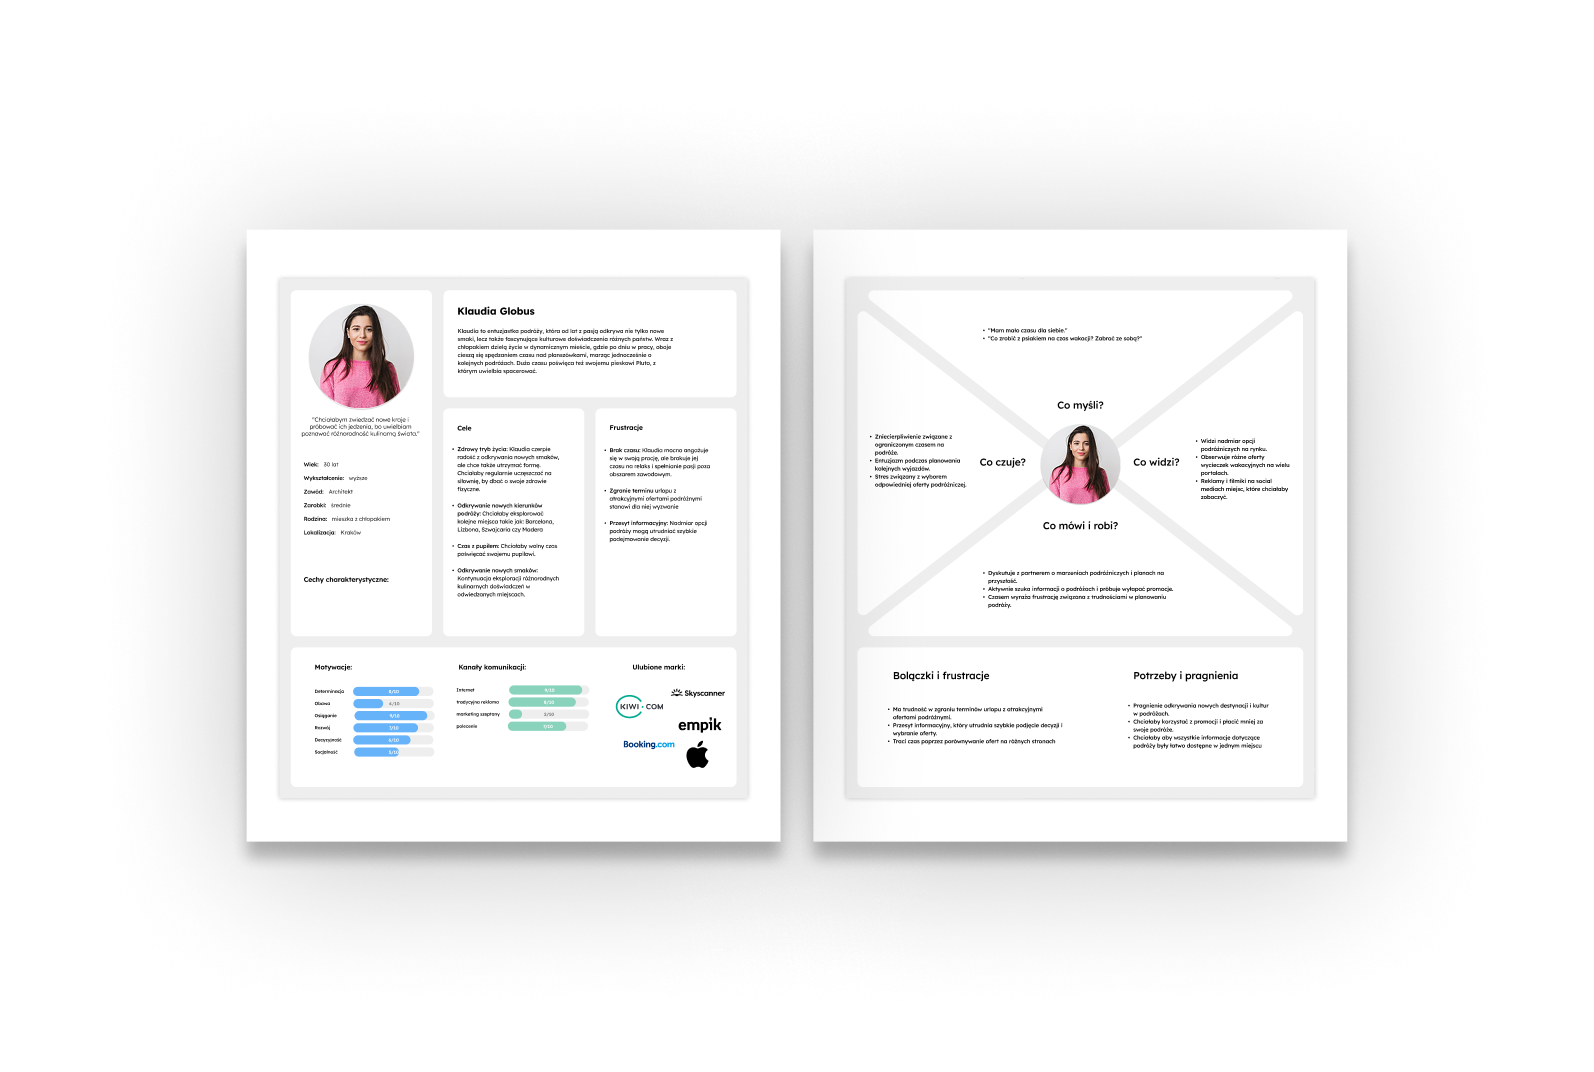 "Chciałabym zwiedzać nowe kraje i
próbować ich jedzenia, bo uwielbiam
poznawać różnorodność kulinarną świata."
Wiek: 30 lat
Wykształcenie: wyższe
Zawód: Architekt
Zarobki: średnie
Rodzina: mieszka z chłopakiem
Lokalizacja: Kraków
Cechy charakterystyczne:
Klaudia Globus
Klaudia to entuzjastka podróży, która od lat z pasją odkrywa nie tylko nowe
smaki, lecz także fascynujące kulturowe doświadczenia różnych państw. Wraz z
chłopakiem dzielą życie w dynamicznym mieście, gdzie po dniu w pracy, oboje
cieszą się spędzaniem czasu nad planszówkami, marząc jednocześnie o
kolejnych podróżach. Dużo czasu poświęca też swojemu pieskowi Pluto, z
którym uwielbia spacerować.
Cele
• Zdrowy tryb życia: Klaudia czerpie
radość z odkrywania nowych smaków,
ale chce także utrzymać formę.
Chciałaby regularnie uczęszczać na
siłownię, by dbać o swoje zdrowie
fizyczne.
• Odkrywanie nowych kierunków
podróży: Chciałaby eksplorować
kolejne miejsca takie jak: Barcelona,
Lizbona, Szwajcaria czy Madera
• Czas z pupilem: Chciałaby wolny czas
poświęcać swojemu pupilowi.
• Odkrywanie nowych smaków:
Kontynuacja eksploracji różnorodnych
kulinarnych doświadczeń w
odwiedzanych miejscach.
Frustracje
• Brak czasu: Klaudia mocno angażuje
się w swoją pracę, ale brakuje jej
czasu na relaks i spełnianie pasji poza
obszarem zawodowym.
• Zgranie terminu urlopu z
atrakcyjnymi ofertami podróżnymi
stanowi dla niej wyzwanie
• Przesyt informacyjny: Nadmiar opcji
podróży mogą utrudniać szybkie
podejmowanie decyzji.
Motywacje:
Determinacja 8/10
Obawa 4/10
Osiąganie 9/10
Rozwój 7/10
Decyzyjność 6/10
Socjalność
Kanały komunikacji:
Internet 9/10
tradycyjna reklama 8/10
marketing szeptany 2/10
polecenie 7/10
Ulubione marki:
Skyscanner
KIWI.COM
empik
Booking.com
• "Mam mało czasu dla siebie."
• "Co zrobić z psiakiem na czas wakacji? Zabrać ze sobą?"
Co myśli?
• Zniecierpliwienie związane z
ograniczonym czasem na
podróże.
• Entuzjazm podczas planowania
kolejnych wyjazdów.
• Stres związany z wyborem
odpowiedniej oferty podróżniczej.
Co czuje?
Co widzi?
• Widzi nadmiar opcji
podróżniczych na rynku.
• Obserwuje różne oferty
wycieczek wakacyjnych na wielu
portalach.
• Reklamy i filmiki na social
mediach miejsc, które chciałaby
zobaczyć.
Co mówi i robi?
• Dyskutuje z partnerem o marzeniach podróżniczych i planach na
przyszłość.
• Aktywnie szuka informacji o podróżach i próbuje wyłapać promocje.
• Czasem wyraża frustrację związana z trudnościami w planowaniu
podróży.
Bolączki i frustracje
• Ma trudność w zgraniu terminów urlopu z atrakcyjnymi
ofertami podróżnymi.
• Przesyt informacyjny, który utrudnia szybkie podjęcie decyzji i
wybranie oferty.
• Traci czas poprzez porównywanie ofert na różnych stronach
Potrzeby i pragnienia
• Pragnienie odkrywania nowych destynacji i kultur
w podróżach.
• Chciałaby korzystać z promocji i płacić mniej za
swoje podróże.
• Chciałaby aby wszystkie informacje dotyczące
podróży były łatwo dostępne w jednym miejscu